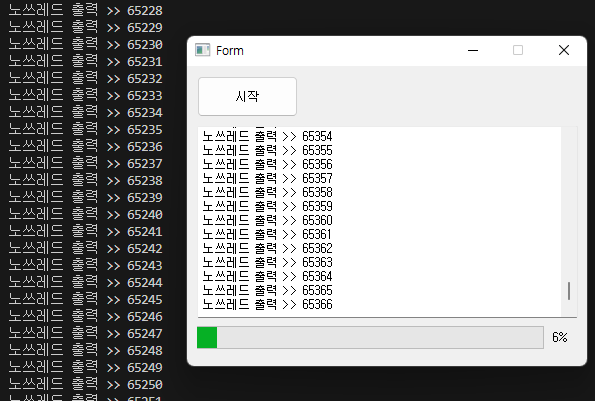 노쓰레드 출력 >> 65228
노쓰레드 출력 >> 65229
노쓰레드 출력 >> 65230
노쓰레드 출력 >> 65231
노쓰레드 출력 >> 65232
노쓰레드 출력 >> 65233
노쓰레드 출력 >> 65234
노쓰레드 출력 >> 65235
노쓰레드 출력 >> 65236
노쓰레드 출력 >> 65237
노쓰레드 출력 >> 65238
노쓰레드 출력 >> 65239
노쓰레드 출력 >> 65240
노쓰레드 출력 >> 65241
노쓰레드 출력 >> 65242
노쓰레드 출력 >> 65243
노쓰레드 출력 >> 65244
노쓰레드 출력 >> 65245
노쓰레드 출력 >> 65246
노쓰레드 출력 >> 65247
노쓰레드 출력 >> 65248
노쓰레드 출력 >> 65249
노쓰레드 출력 >> 65250
노쓰레드 출력 >> 65251
Form
시작
노쓰레드 출력 >> 65354
노쓰레드 출력 >> 65355
노쓰레드 출력 >> 65356
노쓰레드 출력 >> 65357
노쓰레드 출력 >> 65358
노쓰레드 출력 >> 65359
노쓰레드 출력 >> 65360
노쓰레드 출력 >> 65361
노쓰레드 출력 >> 65362
노쓰레드 출력 >> 65363
노쓰레드 출력 >> 65364
노쓰레드 출력 >> 65365
노쓰레드 출력 >> 65366
6%